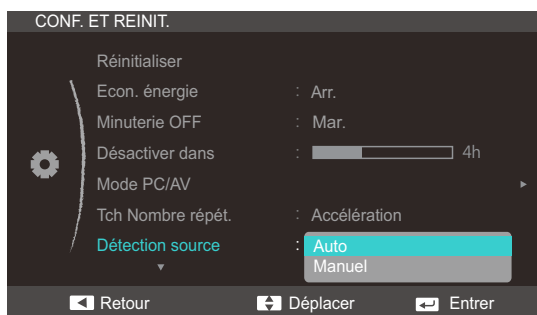 CONF. ET REINIT.
Réinitialiser
Econ. énergie : Arr.
Minuterie OFF : Mar.
Désactiver dans : 4h
Mode PC/AV
Tch Nombre répét. : Accélération
Détection source : Auto
Manuel
Retour Déplacer Entrer